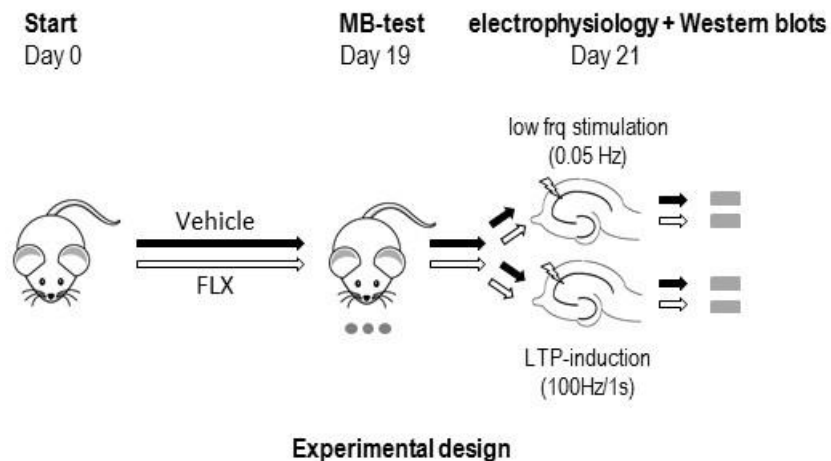 Start
Day 0
MB-test
Day 19
electrophysiology + Western blots
Day 21
low frq stimulation
(0.05 Hz)
Vehicle
FLX
LTP-induction
(100Hz/1s)
Experimental design